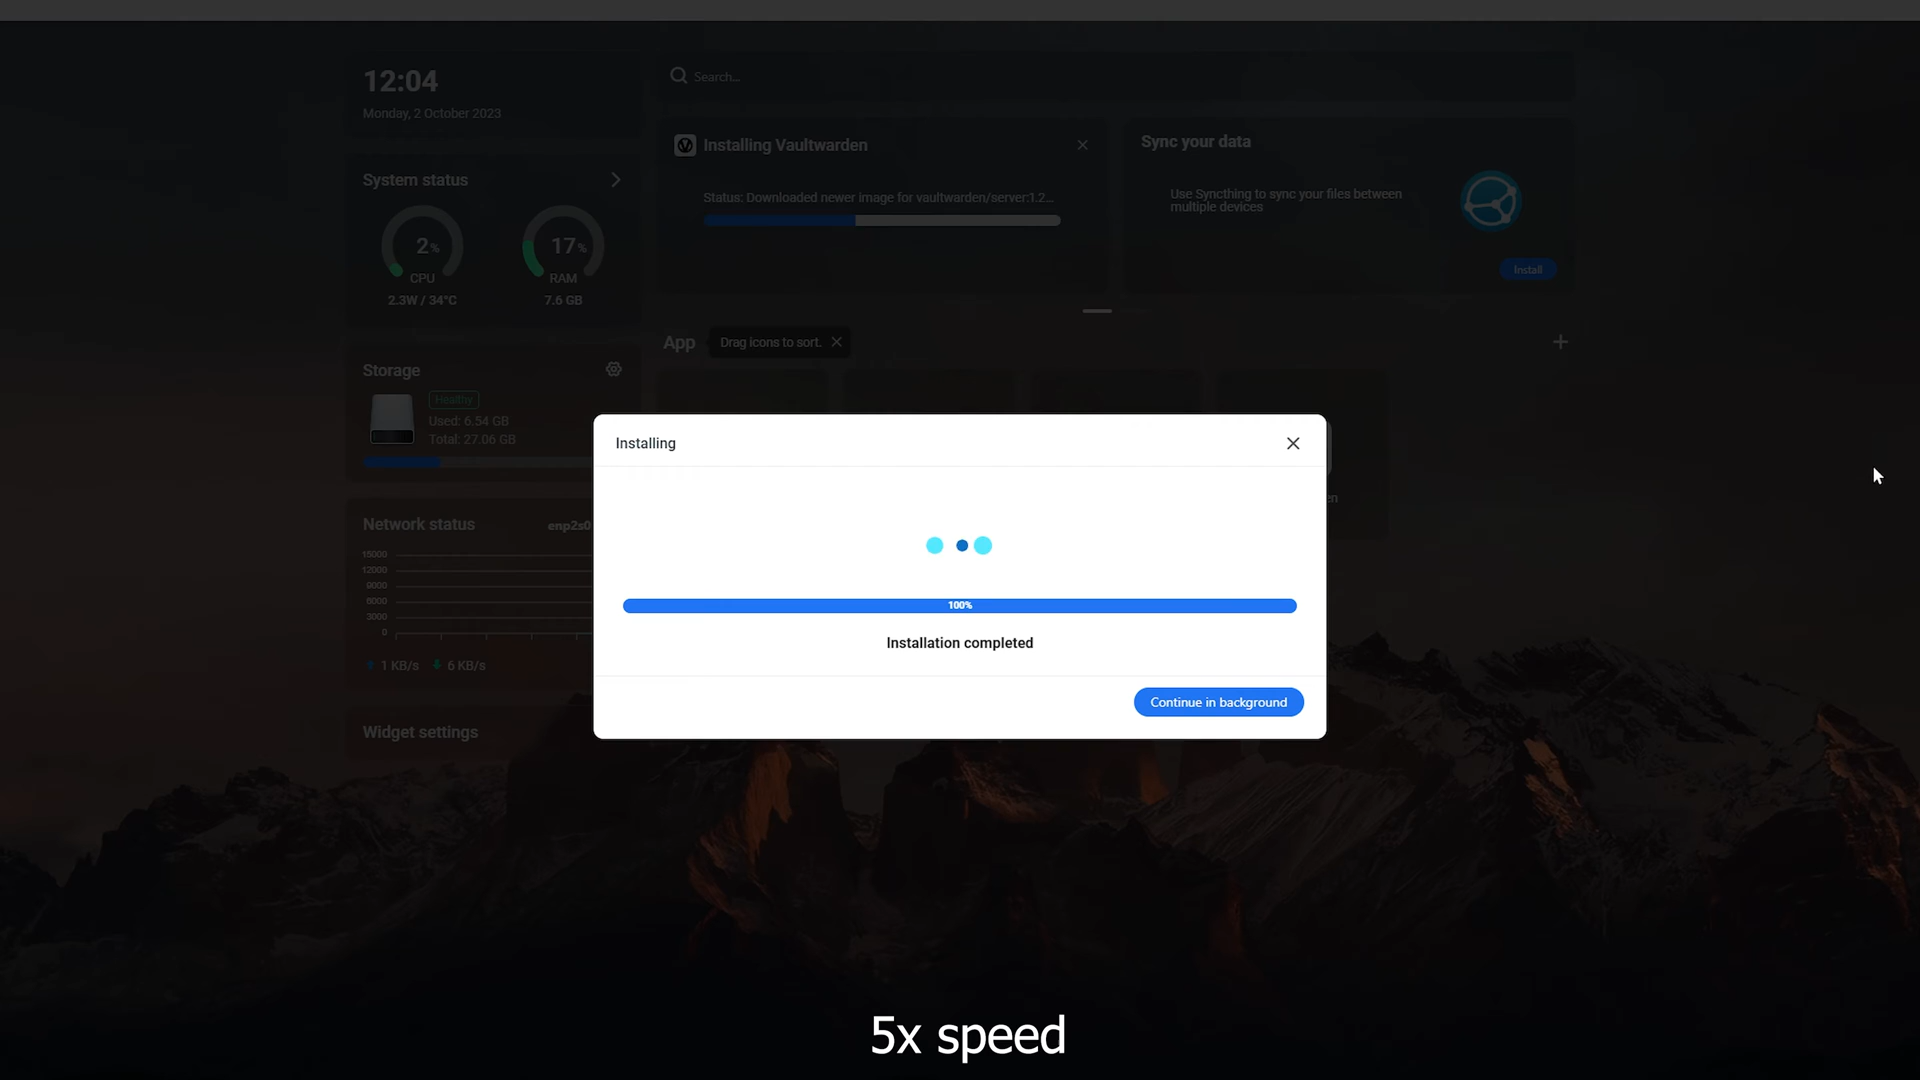 12:04
Monday, 2 October 2023
Search...
System status
2%
CPU
2.3W / 34°C
17%
RAM
7.6 GB
Installing Vaultwarden
Status: Downloaded newer image for vaultwarden/server:1.2...
Sync your data
Use Syncthing to sync your files between
multiple devices
Install
App
Drag icons to sort.
Storage
Healthy
Used: 6.54 GB
Total: 27.06 GB
Network status
enp2s0
15000
12000
9000
6000
3000
0
1 KB/s
6 KB/s
Widget settings
Installing
100%
Installation completed
Continue in background
en
5x speed